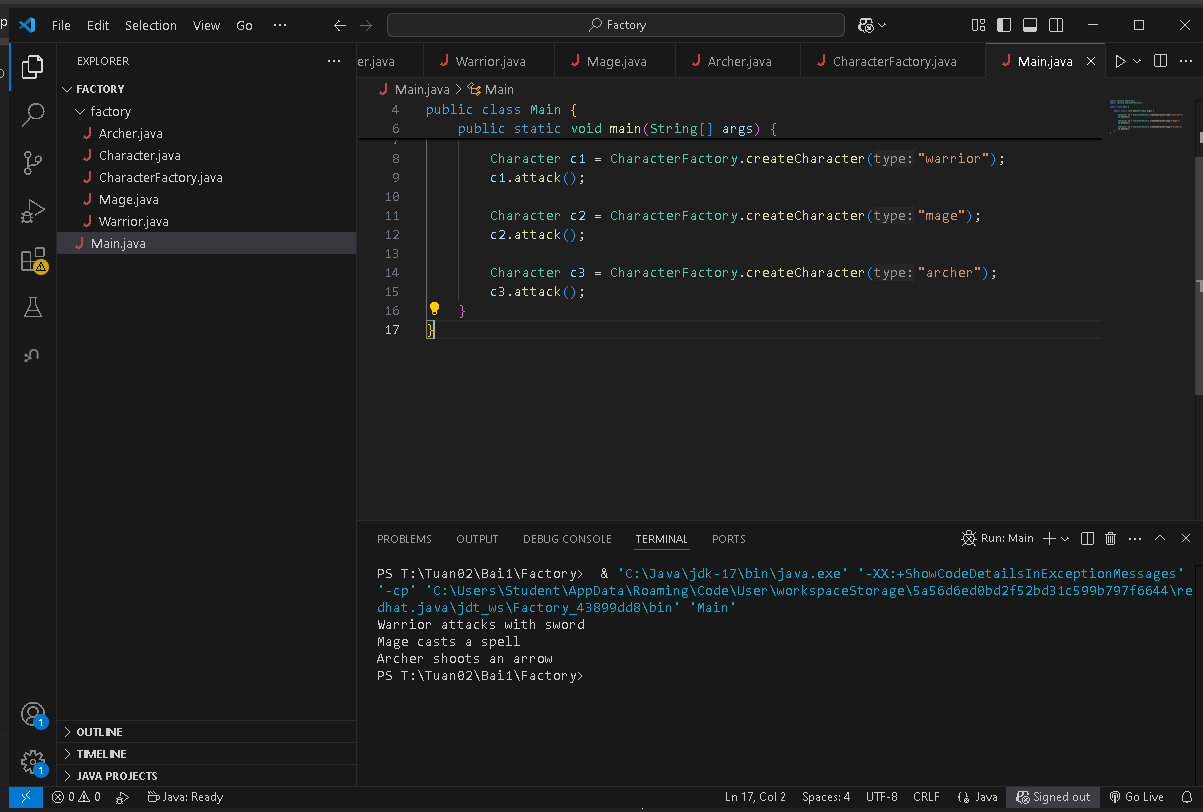 File Edit Selection View Go ··· Factory
EXPLORER ···
er.java Warrior.java Mage.java Archer.java CharacterFactory.java Main.java
FACTORY
factory
Archer.java
Character.java
CharacterFactory.java
Mage.java
Warrior.java
Main.java
OUTLINE
TIMELINE
JAVA PROJECTS
Main.java > Main
4 public class Main {
6 public static void main(String[] args) {
7
8 Character c1 = CharacterFactory.createCharacter(type:"warrior");
9 c1.attack();
10
11 Character c2 = CharacterFactory.createCharacter(type:"mage");
12 c2.attack();
13
14 Character c3 = CharacterFactory.createCharacter(type:"archer");
15 c3.attack();
16 }
17 }
PROBLEMS OUTPUT DEBUG CONSOLE TERMINAL PORTS Run: Main
PS T:\Tuan02\Bai1\Factory> & 'C:\Java\jdk-17\bin\java.exe' '-XX:+ShowCodeDetailsInExceptionMessages'
'-cp' 'C:\Users\Student\AppData\Roaming\Code\User\workspaceStorage\5a56d6ed0bd2f52bd31c599b797f6644\re
dhat.java\jdt_ws\Factory_43899dd8\bin' 'Main'
Warrior attacks with sword
Mage casts a spell
Archer shoots an arrow
PS T:\Tuan02\Bai1\Factory>
1
1
0 0 Java: Ready Ln 17, Col 2 Spaces: 4 UTF-8 CRLF {} Java Signed out Go Live